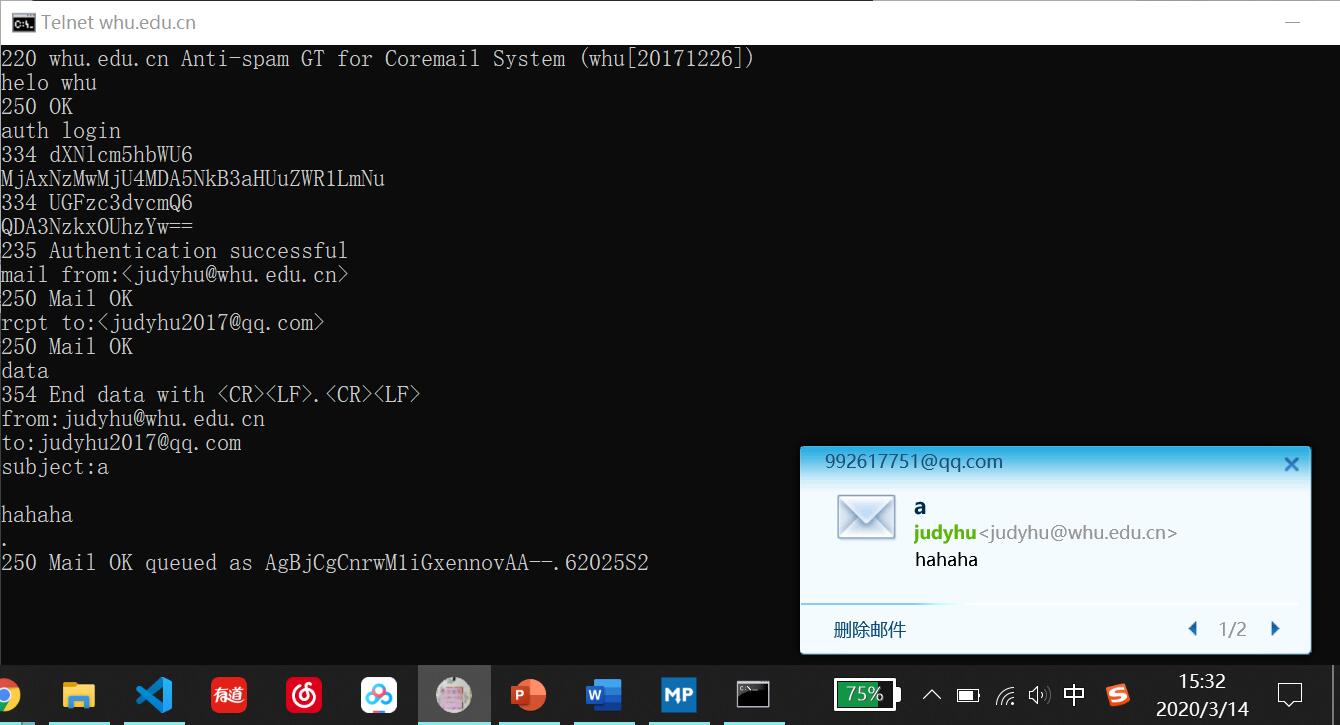 Telnet whu.edu.cn
220 whu.edu.cn Anti-spam GT for Coremail System (whu[20171226])
helo whu
250 OK
auth login
334 dXNlcm5hbWU6
MjAxNzMwMjU4MDA5NkB3aHUuZWR1LmNu
334 UGFzc3dvcmQ6
QDA3NzkxOUhzYw==
235 Authentication successful
mail from:<judyhu@whu.edu.cn>
250 Mail OK
rcpt to:<judyhu2017@qq.com>
250 Mail OK
data
354 End data with <CR><LF>.<CR><LF>
from:judyhu@whu.edu.cn
to:judyhu2017@qq.com
subject:a
hahaha
.
250 Mail OK queued as AgBjCgCnrwM1iGxennovAA--.62025S2
992617751@qq.com
a
judyhu<judyhu@whu.edu.cn>
hahaha
删除邮件
1/2
有道
P
W
MP
75%
中
S
15:32
2020/3/14